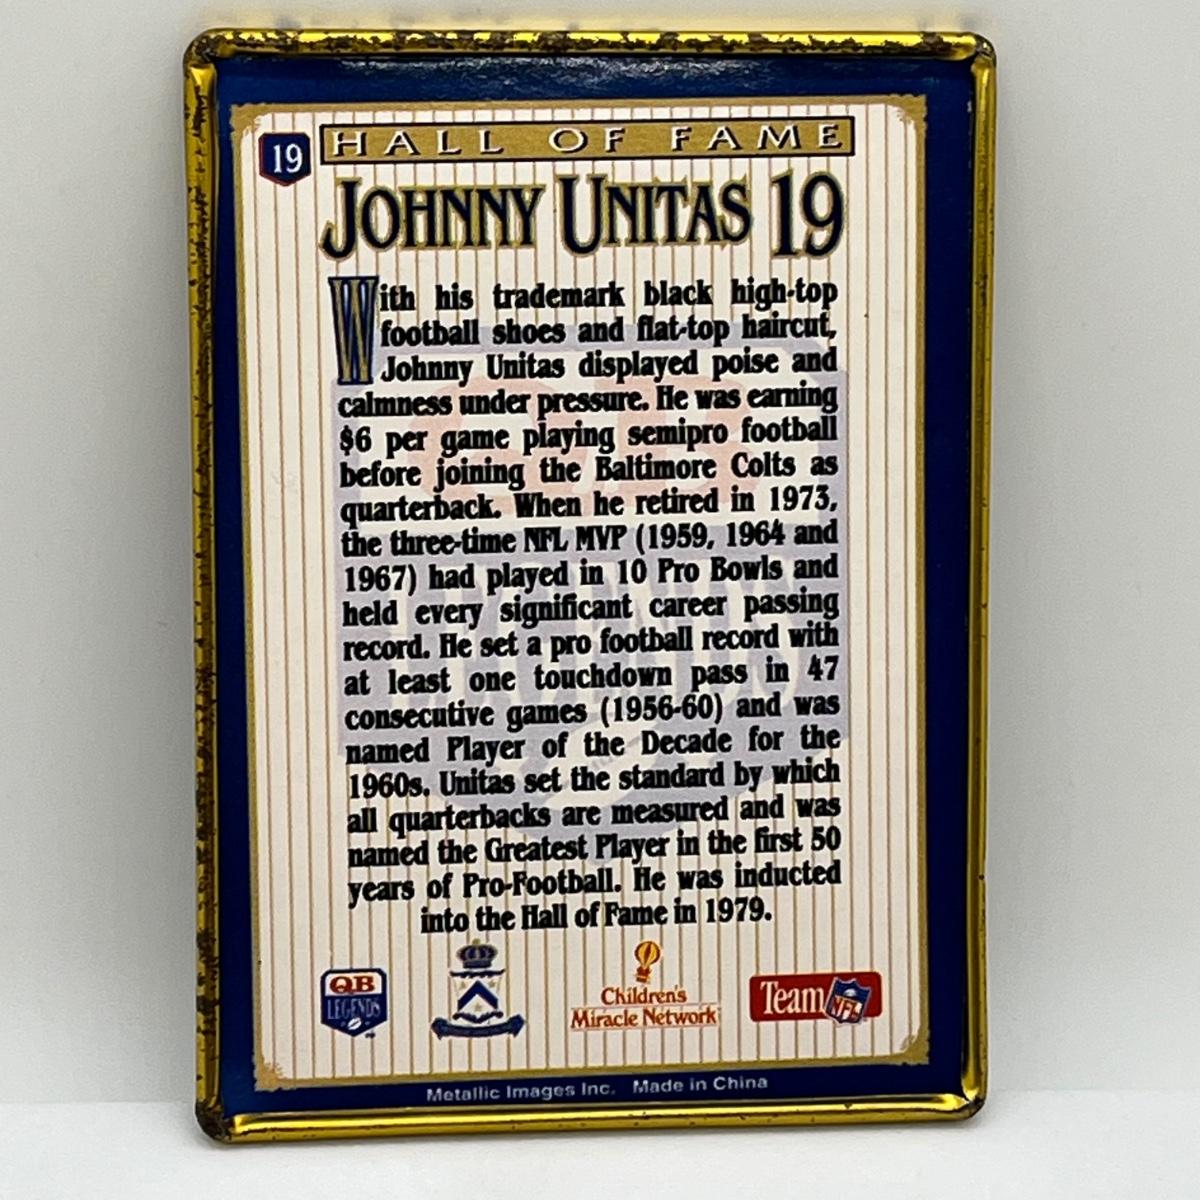 19
HALL OF FAME
JOHNNY UNITAS 19
With his trademark black high-top
football shoes and flat-top haircut,
Johnny Unitas displayed poise and
calmness under pressure. He was earning
$6 per game playing semipro football
before joining the Baltimore Colts as
quarterback. When he retired in 1973,
the three-time NFL MVP (1959, 1964 and
1967) had played in 10 Pro Bowls and
held every significant career passing
record. He set a pro football record with
at least one touchdown pass in 47
consecutive games (1956-60) and was
named Player of the Decade for the
1960s. Unitas set the standard by which
all quarterbacks are measured and was
named the Greatest Player in the first 50
years of Pro-Football. He was inducted
into the Hall of Fame in 1979.
QB
LEGENDS
Children's
Miracle Network
Team NFL
Metallic Images Inc. Made in China